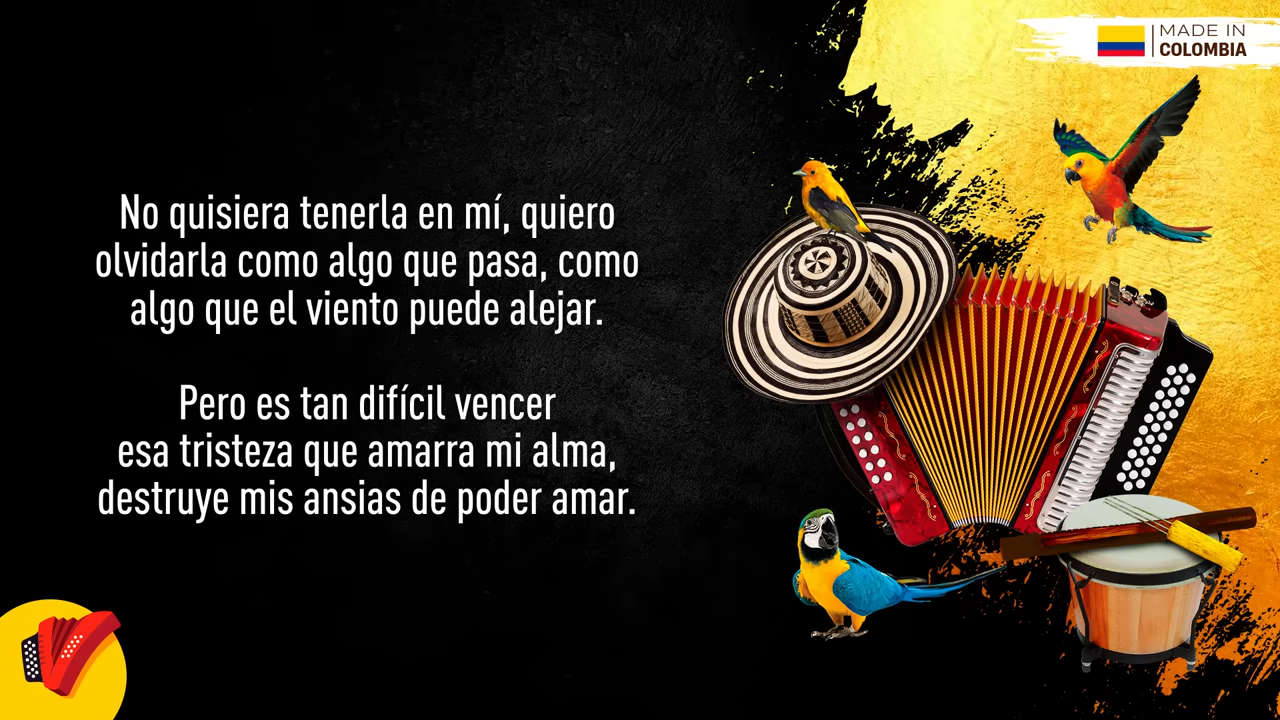 MADE IN
COLOMBIA
No quisiera tenerla en mí, quiero
olvidarla como algo que pasa, como
algo que el viento puede alejar.
Pero es tan difícil vencer
esa tristeza que amarra mi alma,
destruye mis ansias de poder amar.